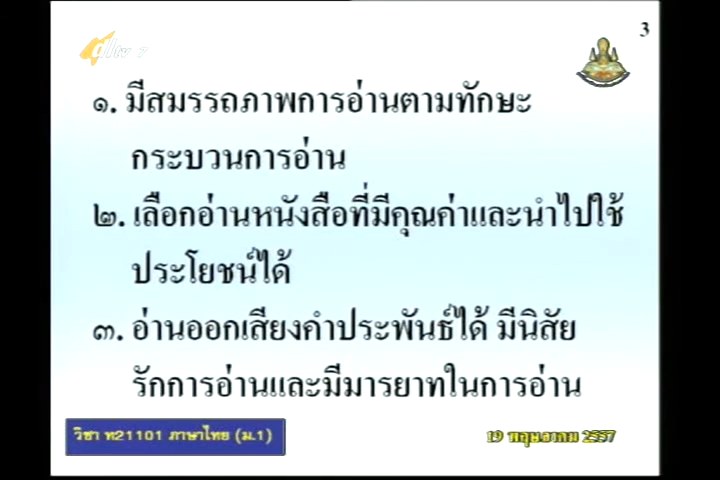 3
๑. มีสมรรถภาพการอ่านตามทักษะ
กระบวนการอ่าน
๒. เลือกอ่านหนังสือที่มีคุณค่าและนำไปใช้
ประโยชน์ได้
๓. อ่านออกเสียงคำประพันธ์ได้ มีนิสัย
รักการอ่านและมีมารยาทในการอ่าน
วิชา ท21101 ภาษาไทย (ม.1)
19 พฤษภาคม 2557